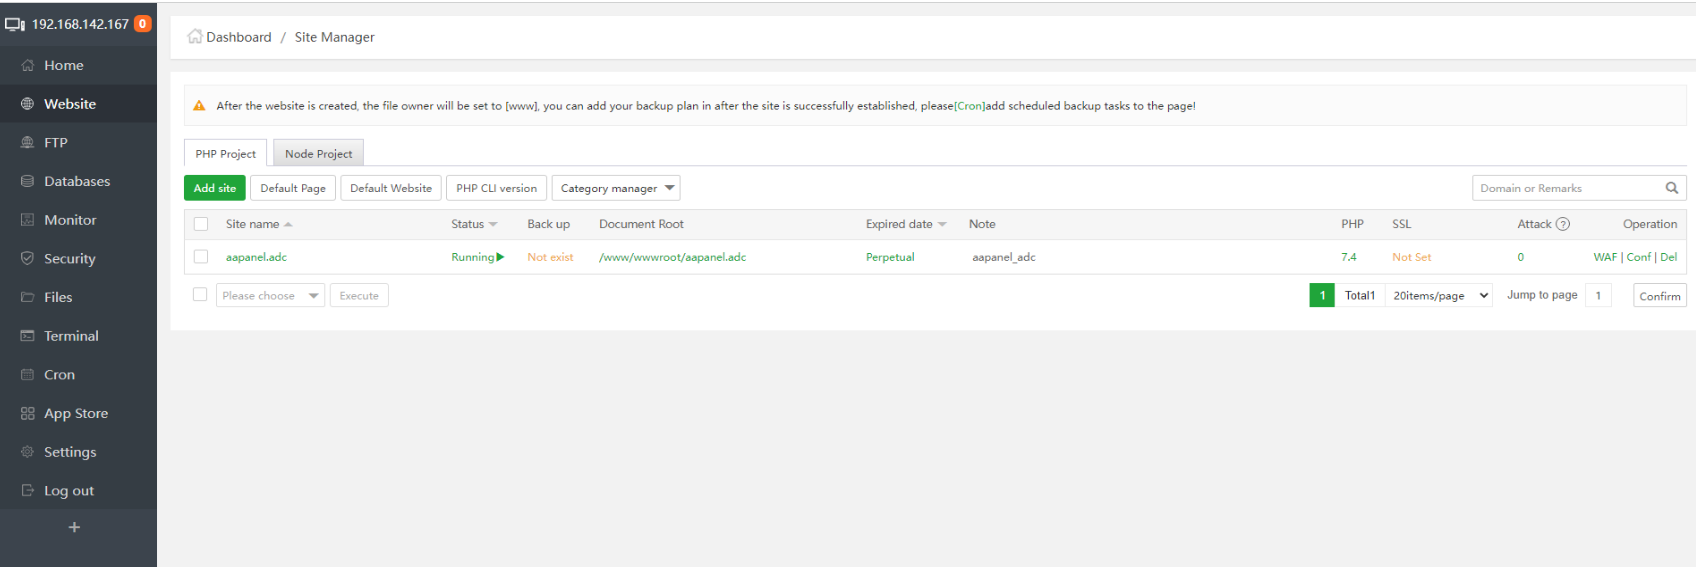 192.168.142.167 0
Home
Website
FTP
Databases
Monitor
Security
Files
Terminal
Cron
App Store
Settings
Log out
+
Dashboard / Site Manager
After the website is created, the file owner will be set to [www], you can add your backup plan in after the site is successfully established, please[Cron]add scheduled backup tasks to the page!
PHP Project Node Project
Add site Default Page Default Website PHP CLI version Category manager Domain or Remarks
Site name Status Back up Document Root Expired date Note PHP SSL Attack ? Operation
aapanel.adc Running Not exist /www/wwwroot/aapanel.adc Perpetual aapanel_adc 7.4 Not Set 0 WAF | Conf | Del
Please choose Execute 1 Total1 20items/page Jump to page 1 Confirm